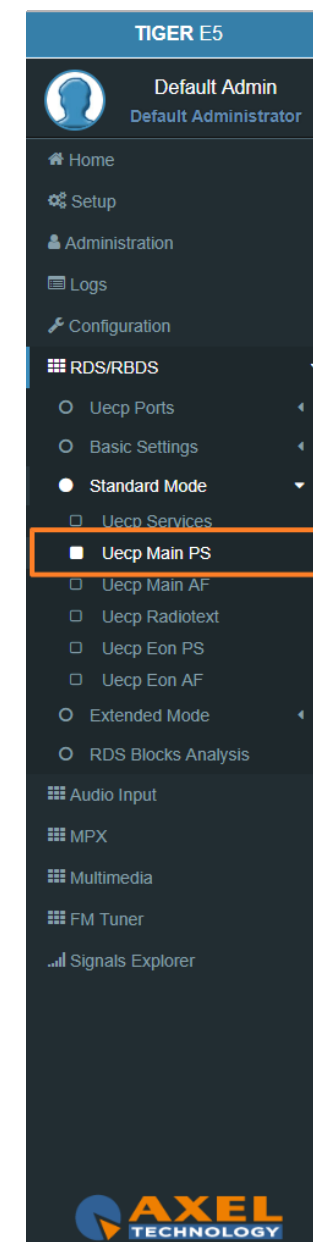 TIGER E5
Default Admin
Default Administrator
Home
Setup
Administration
Logs
Configuration
RDS/RBDS
Uecp Ports
Basic Settings
Standard Mode
Uecp Services
Uecp Main PS
Uecp Main AF
Uecp Radiotext
Uecp Eon PS
Uecp Eon AF
Extended Mode
RDS Blocks Analysis
Audio Input
MPX
Multimedia
FM Tuner
Signals Explorer
AXEL
TECHNOLOGY